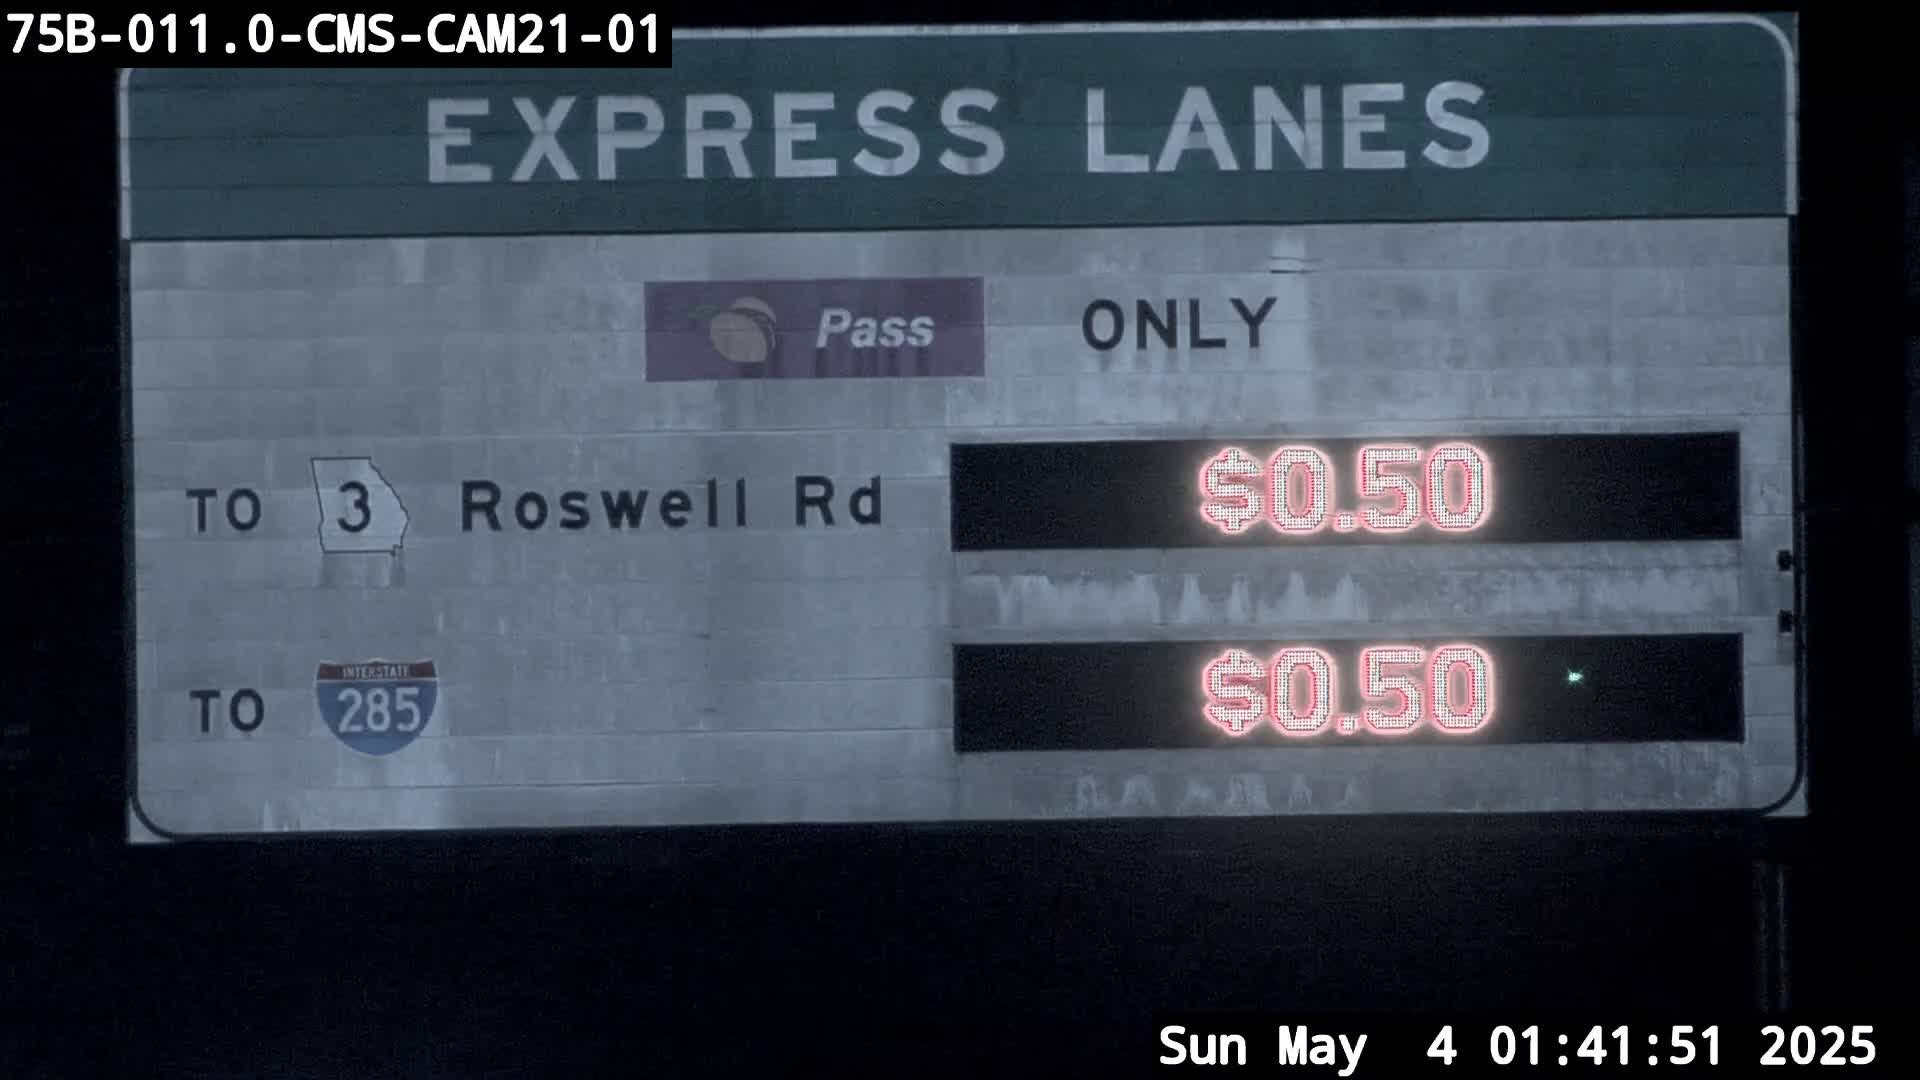 75B-011.0-CMS-CAM21-01
EXPRESS LANES
Pass ONLY
TO 3 Roswell Rd $0.50
INTERSTATE
TO 285 $0.50
Sun May 4 01:41:51 2025